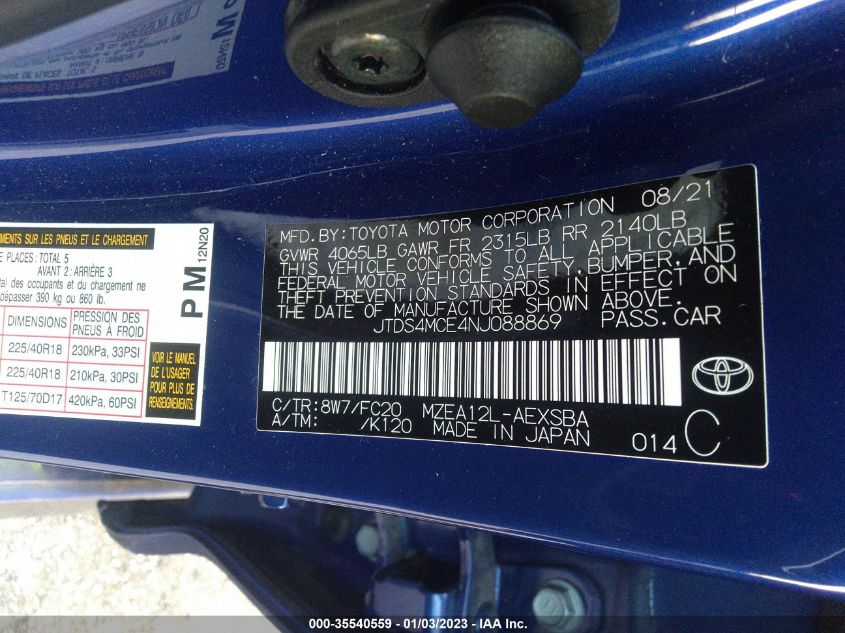 MENTS SUR LES PNEUS ET LE CHARGEMENT
PLACES: TOTAL 5
AVANT 2: ARRIÈRE 3
tal des occupants et du chargement ne
dépasser 390 kg ou 860 lb.
DIMENSIONS
PRESSION DES
PNEUS À FROID
225/40R18 230kPa, 33PSI
225/40R18 210kPa, 30PSI
T125/70D17 420kPa, 60PSI
VOIR LE
MANUEL DE
L'USAGER
POUR PLUS DE
RENSEIGNEMENTS.
PM
12N20
MFD.BY:TOYOTA MOTOR CORPORATION 08/21
GVWR 4065LB GAWR FR 2315LB RR 2140LB
THIS VEHICLE CONFORMS TO ALL APPLICABLE
FEDERAL MOTOR VEHICLE SAFETY,BUMPER,AND
THEFT PREVENTION STANDARDS IN EFFECT ON
THE DATE OF MANUFACTURE SHOWN ABOVE.
JTDS4MCE4NJ088869 PASS.CAR
C/TR:8W7/FC20 MZEA12L-AEXSBA
A/TM: /K120 MADE IN JAPAN
014 C
000-35540559 - 01/03/2023 - IAA Inc.